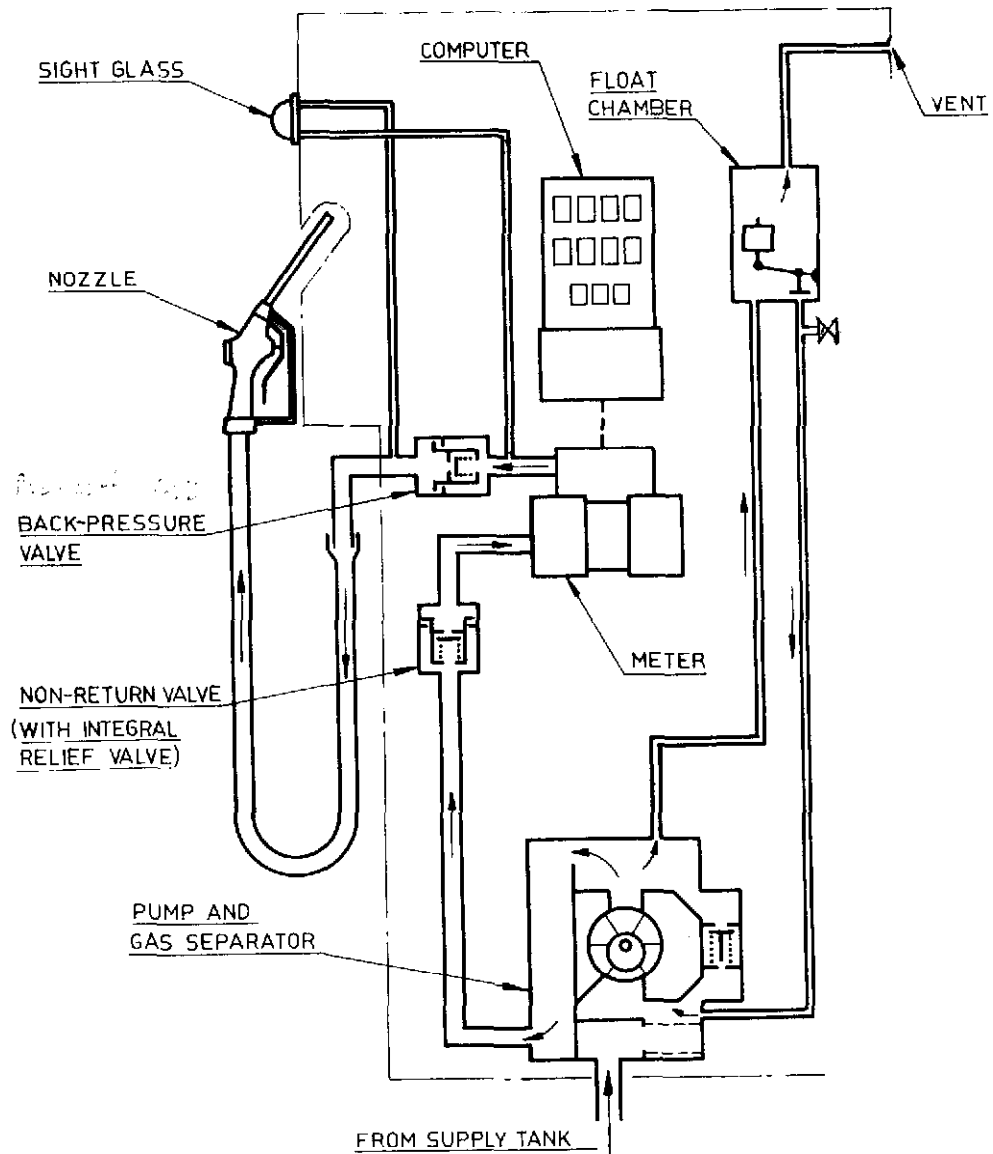 SIGHT GLASS
COMPUTER
FLOAT
CHAMBER
VENT
NOZZLE
BACK-PRESSURE
VALVE
METER
NON-RETURN VALVE
(WITH INTEGRAL
RELIEF VALVE)
PUMP AND
GAS SEPARATOR
FROM SUPPLY TANK